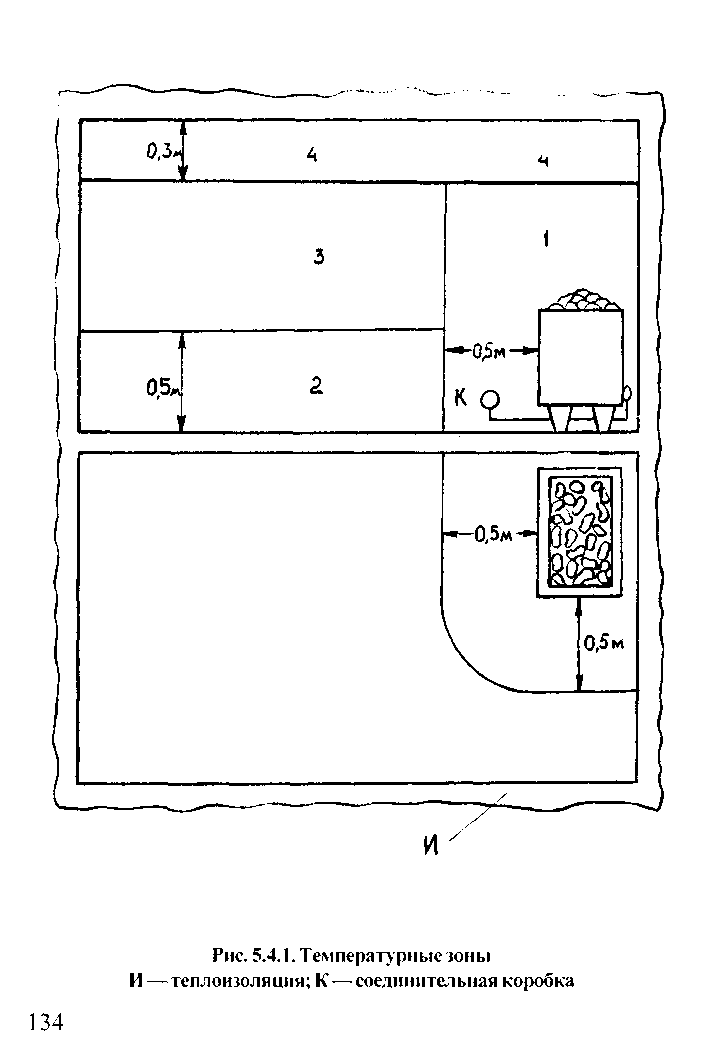 0,3м 4 4
3 1
0,5м
0,5м 2 К
0,5м
0,5м
И
Рис. 5.4.1. Температурные зоны
И — теплоизоляция; К — соединительная коробка
134